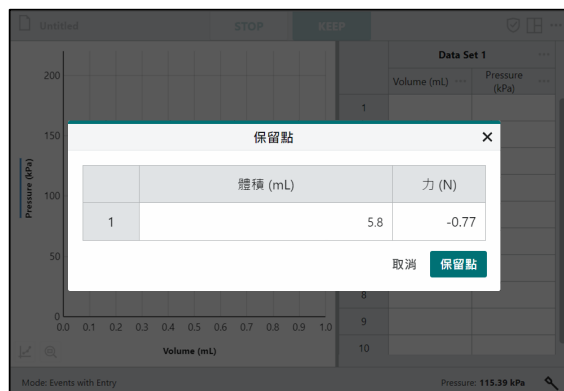 Untitled
STOP
KEEP
Data Set 1
Volume (mL)
Pressure (kPa)
1
200
150
100
50
0
Pressure (kPa)
保留點
體積 (mL)
力 (N)
1
5.8
-0.77
取消
保留點
8
9
10
0.0 0.1 0.2 0.3 0.4 0.5 0.6 0.7 0.8 0.9 1.0
Volume (mL)
Mode: Events with Entry
Pressure: 115.39 kPa